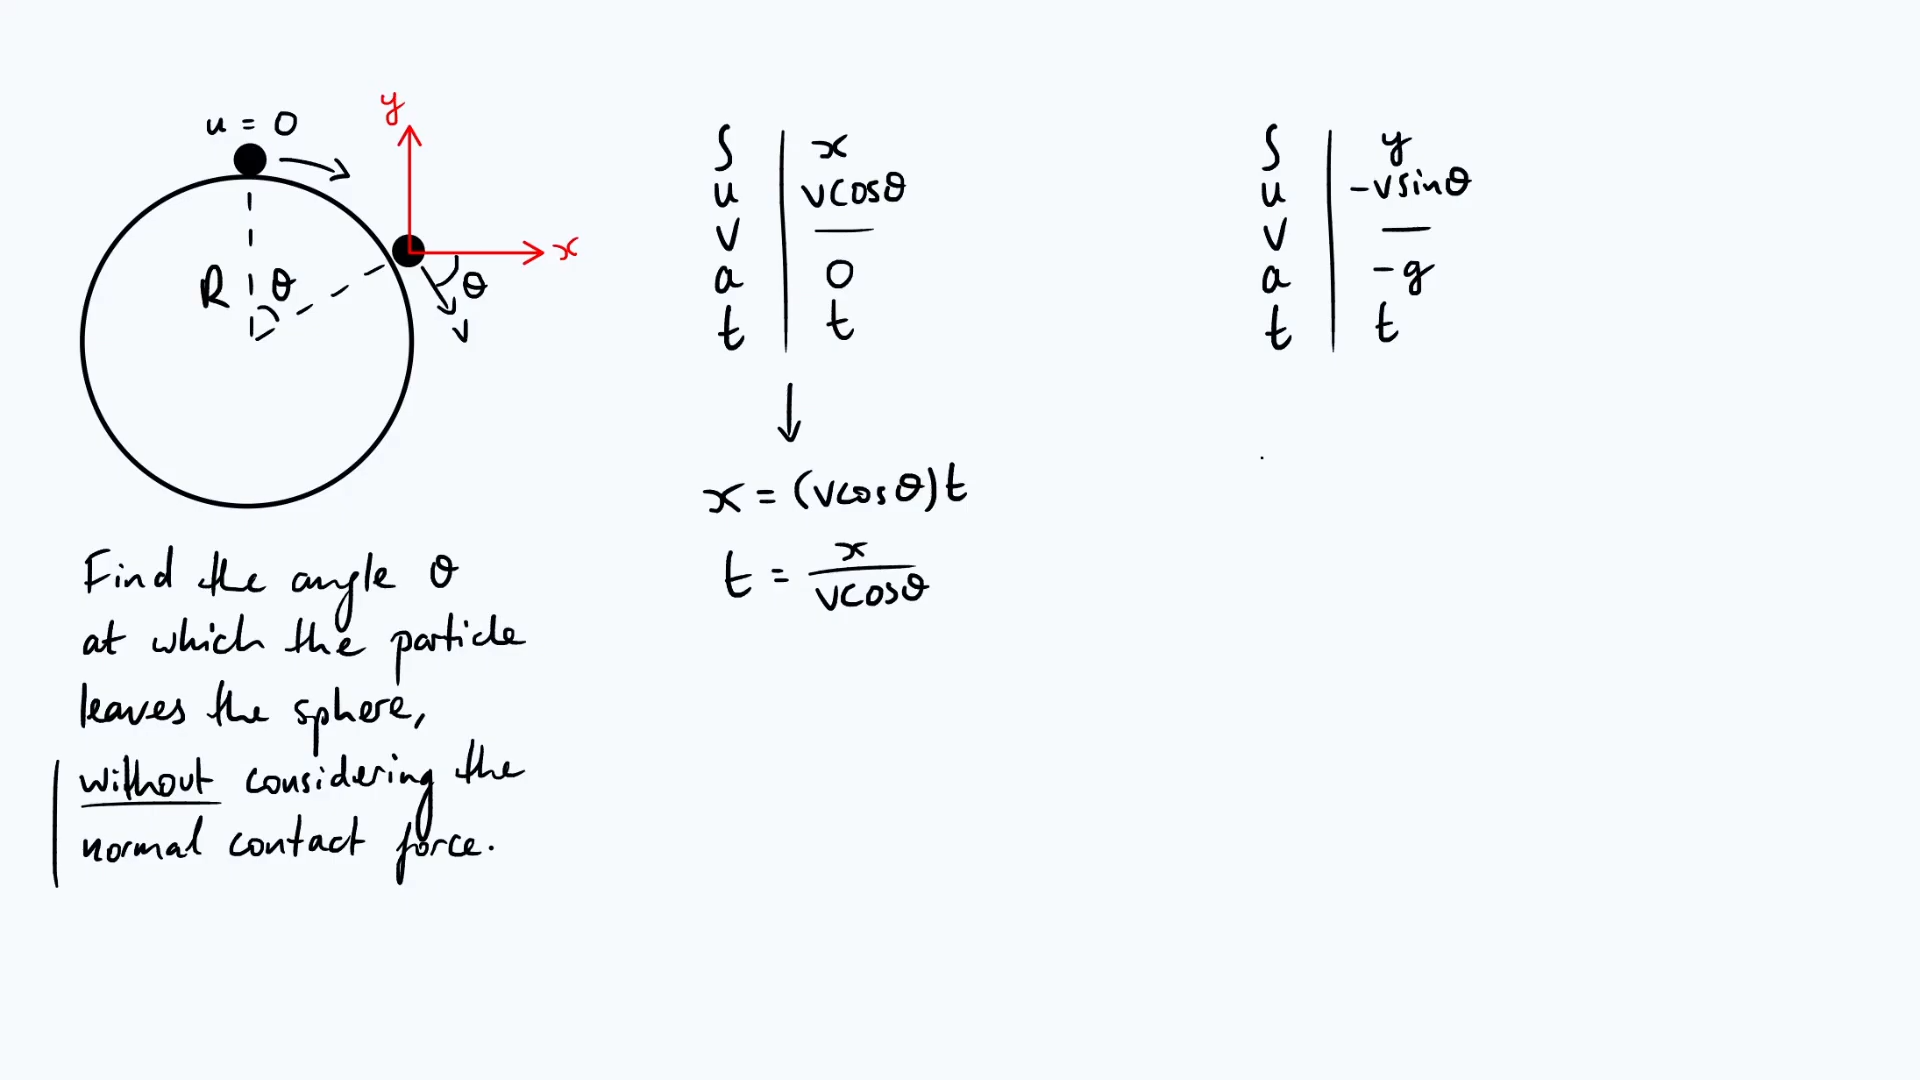 u = 0
y
x
R
θ
θ
v
Find the angle θ
at which the particle
leaves the sphere,
without considering the
normal contact force.
S | x
u | vcosθ
v | —
a | 0
t | t
↓
x = (vcosθ)t
t = x/vcosθ
S | y
u | -vsinθ
v | —
a | -g
t | t